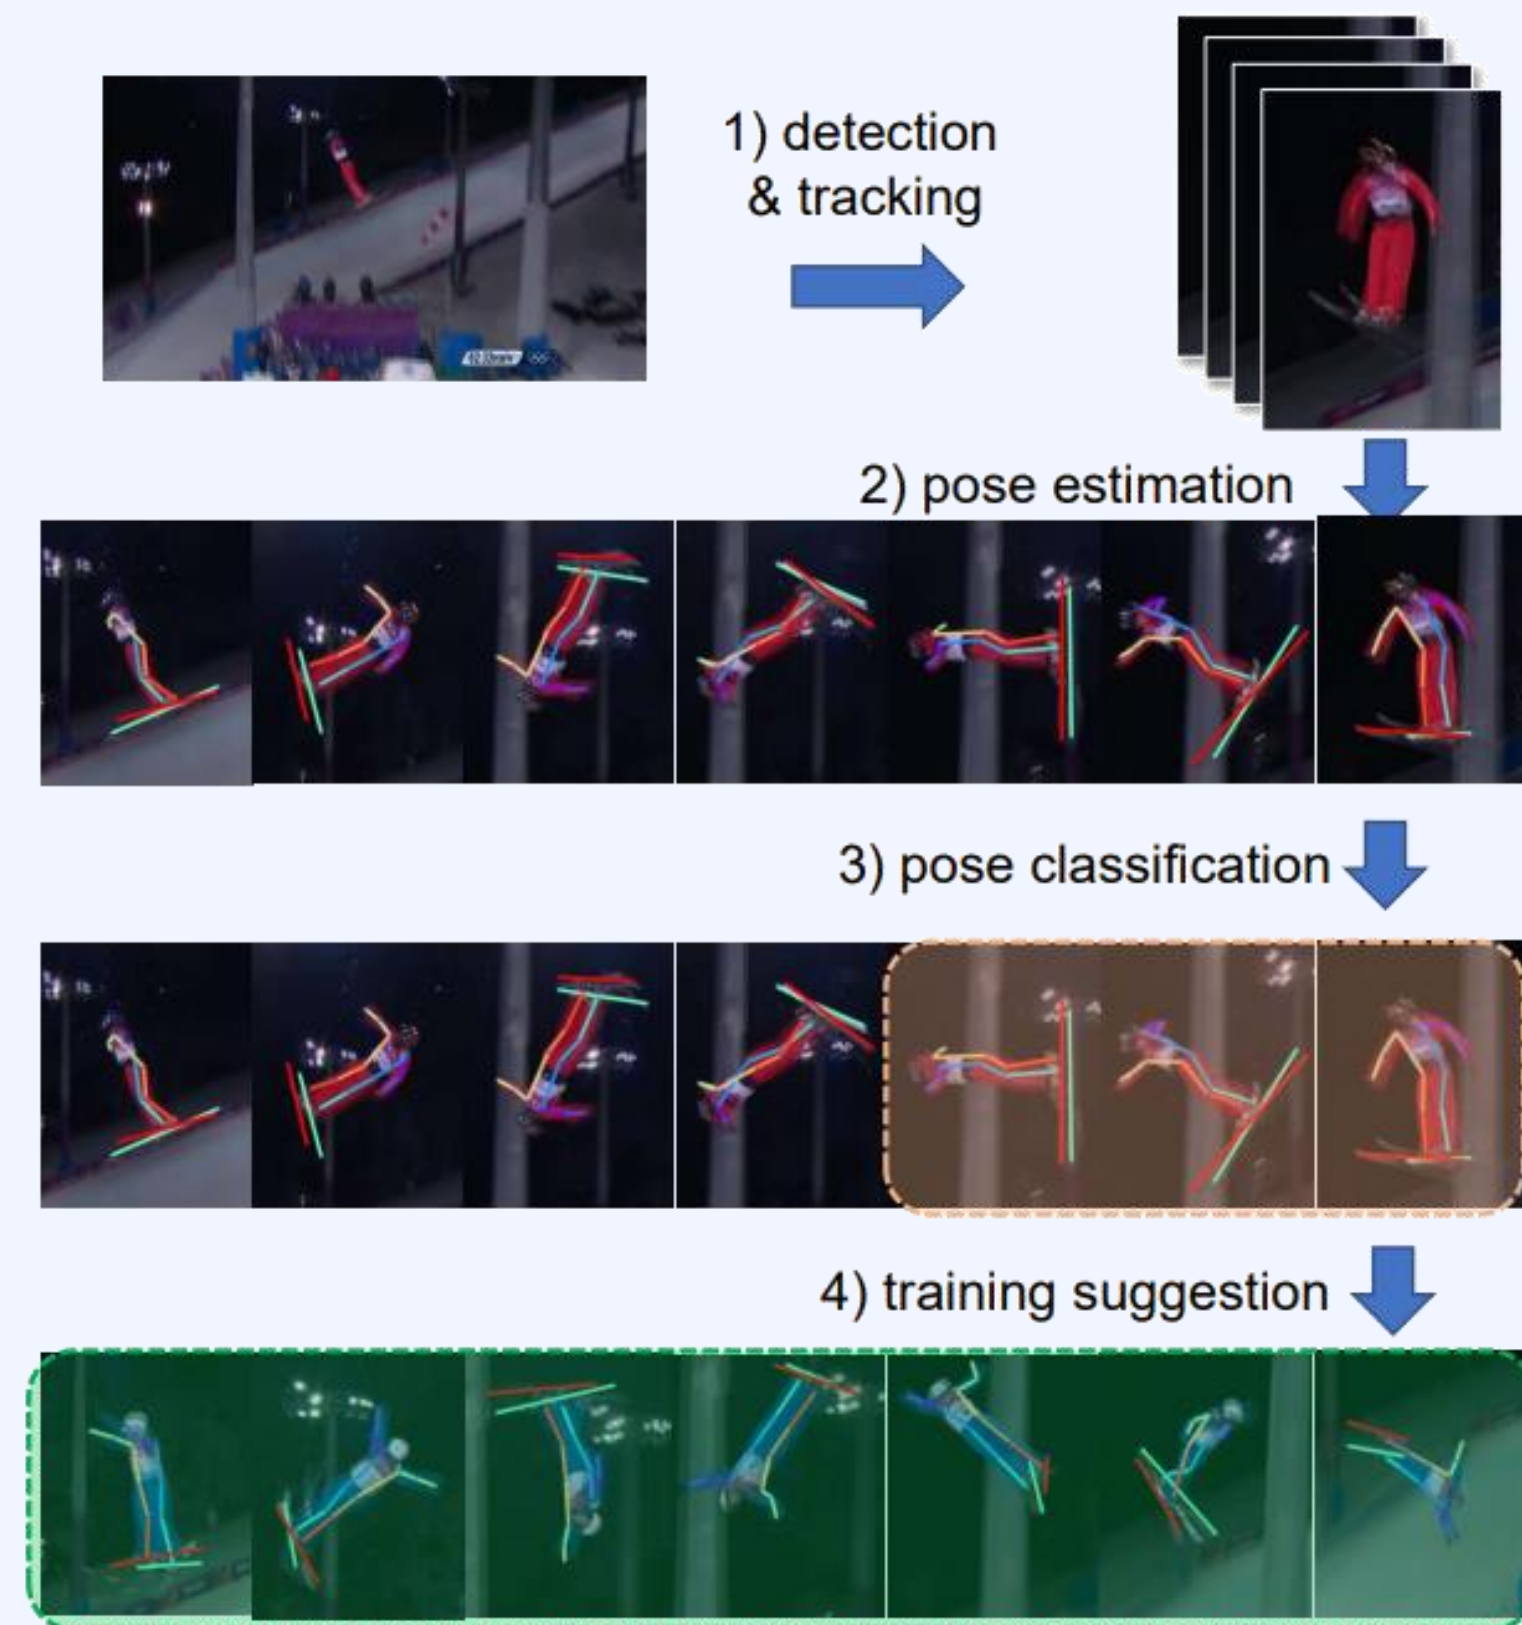 1) detection
& tracking
2) pose estimation
3) pose classification
4) training suggestion